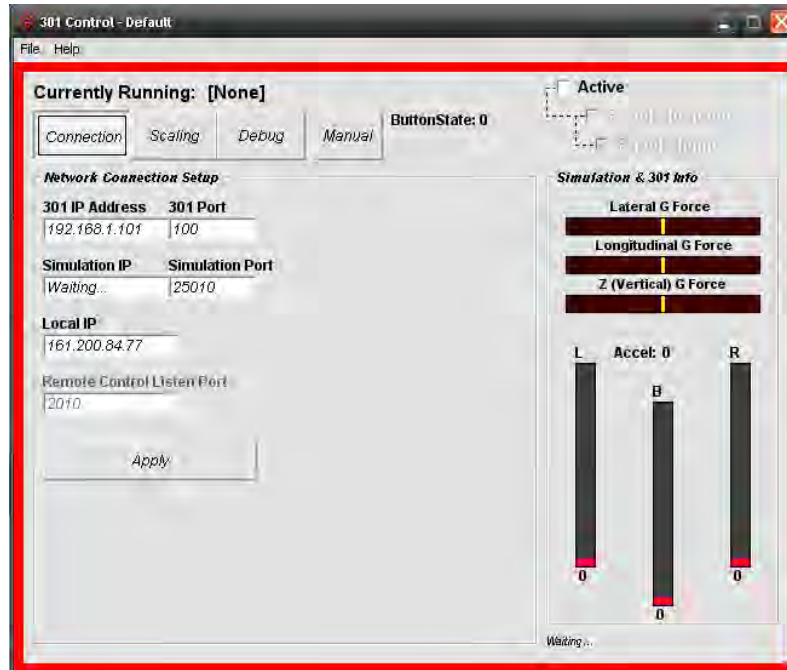 301 Control - Default
File Help
Currently Running: [None]
Active
Connection Scaling Debug Manual ButtonState: 0
Network Connection Setup
301 IP Address 301 Port
192.168.1.101 100
Simulation IP Simulation Port
Waiting... 25010
Local IP
161.200.84.77
Remote Control Listen Port
2010
Apply
Simulation & 301 Info
Lateral G Force
Longitudinal G Force
Z (Vertical) G Force
L Accel: 0 R
B
0 0
0
Waiting...